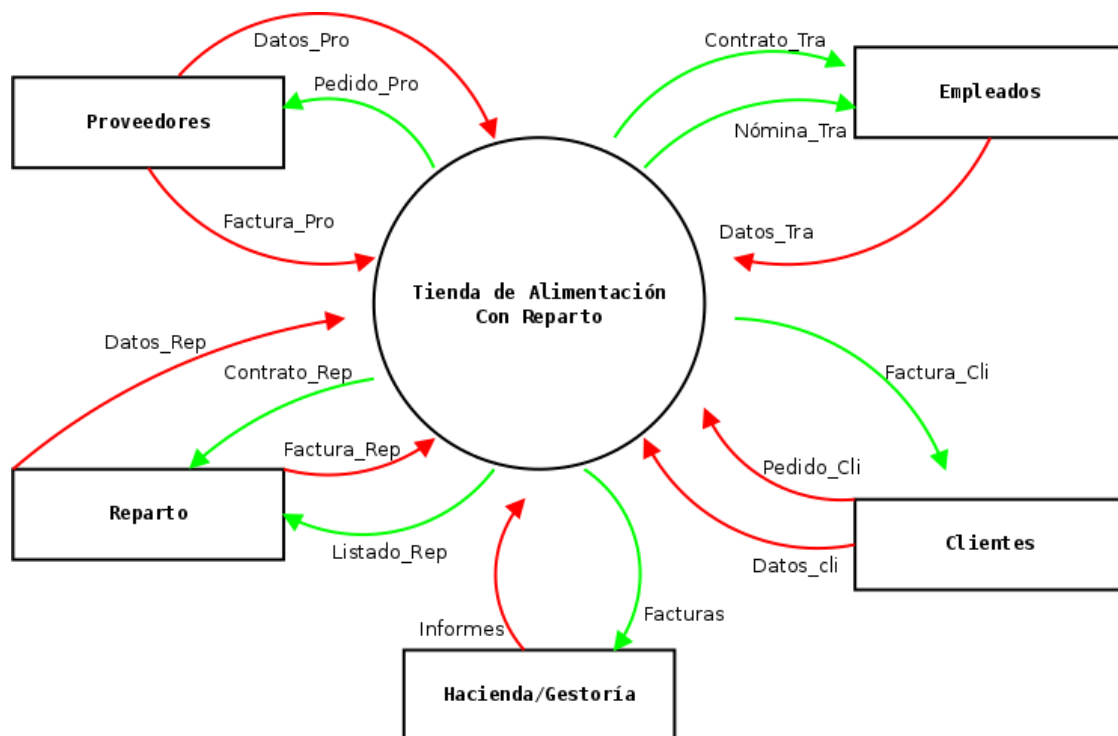 Datos_Pro
Contrato_Tra
Pedido_Pro
Empleados
Proveedores
Nómina_Tra
Factura_Pro
Datos_Tra
Tienda de Alimentación
Con Reparto
Datos_Rep
Contrato_Rep
Factura_Cli
Factura_Rep
Pedido_Cli
Reparto
Clientes
Listado_Rep
Datos_cli
Informes
Facturas
Hacienda/Gestoría